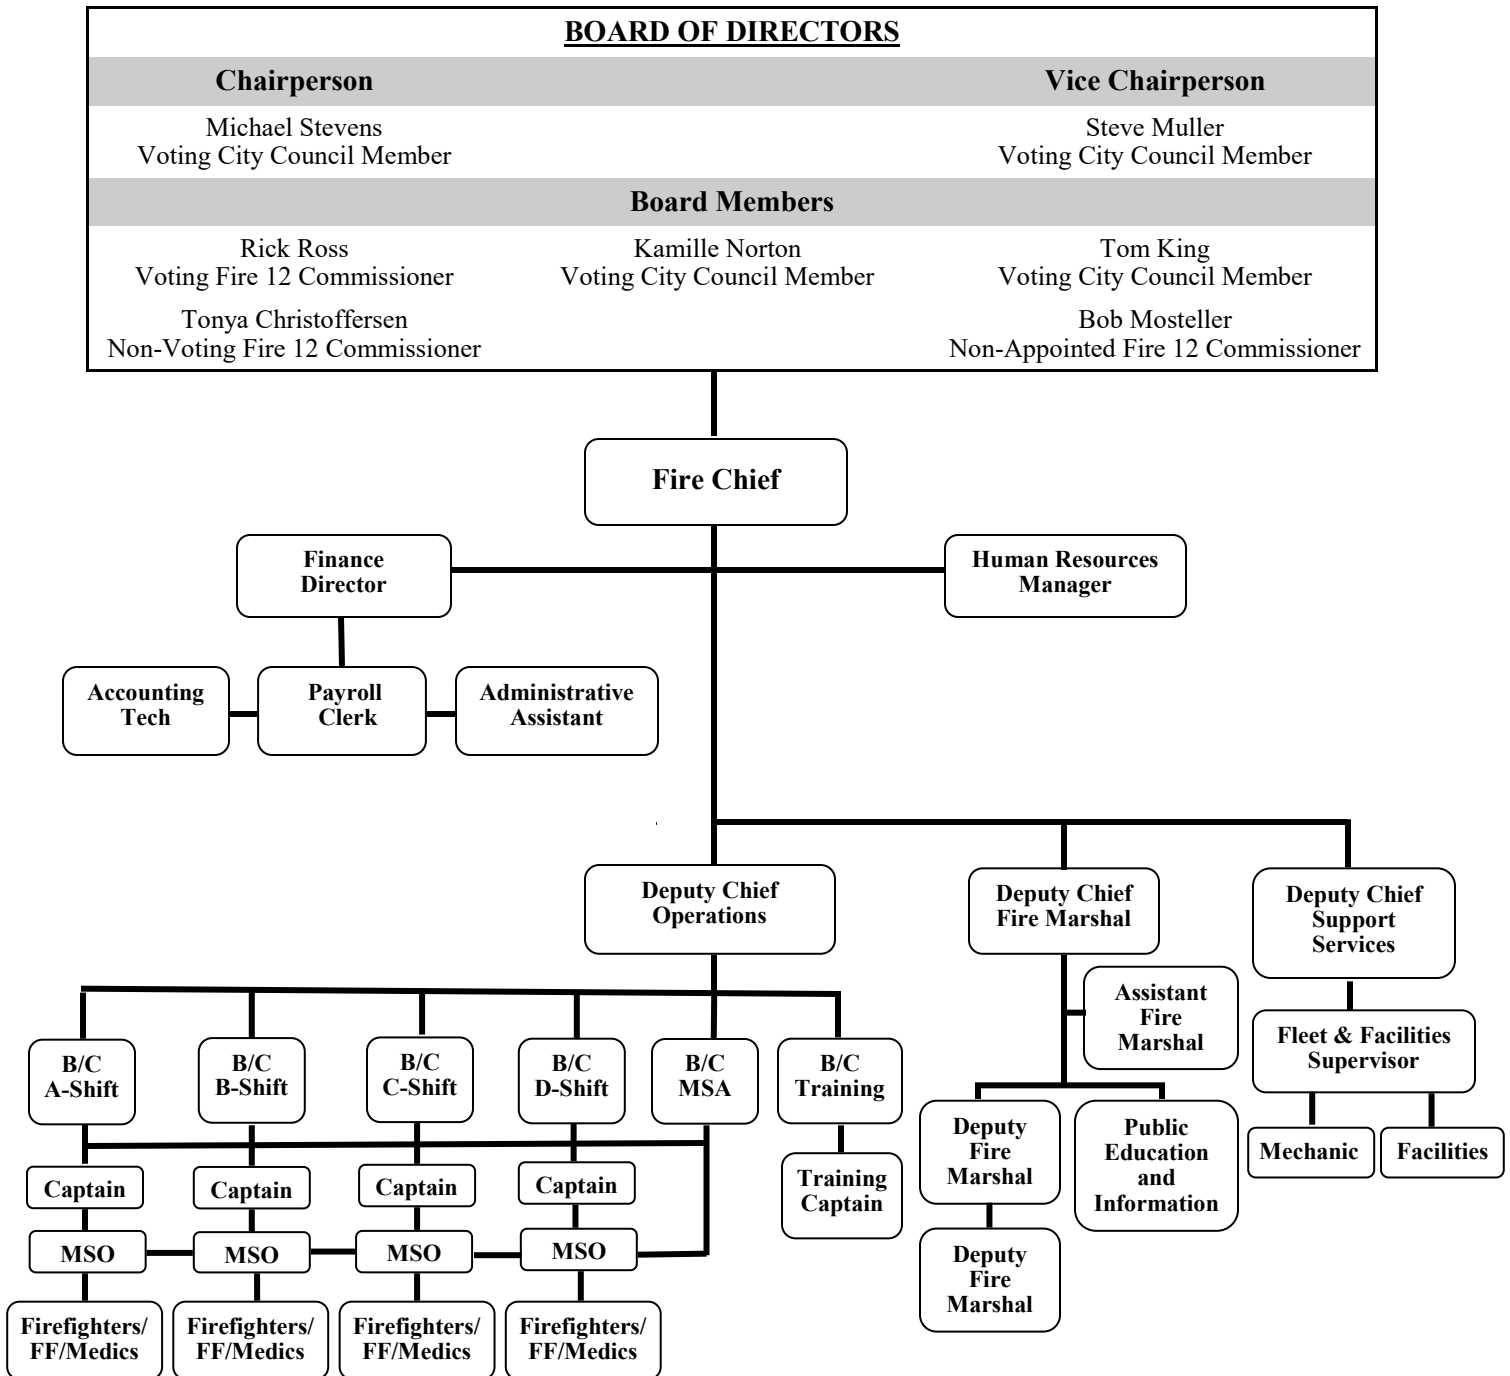 BOARD OF DIRECTORS
Chairperson
Vice Chairperson
Michael Stevens
Voting City Council Member
Steve Muller
Voting City Council Member
Board Members
Rick Ross
Voting Fire 12 Commissioner
Kamille Norton
Voting City Council Member
Tom King
Voting City Council Member
Tonya Christoffersen
Non-Voting Fire 12 Commissioner
Bob Mosteller
Non-Appointed Fire 12 Commissioner
Fire Chief
Finance
Director
Human Resources
Manager
Accounting
Tech
Payroll
Clerk
Administrative
Assistant
Deputy Chief
Operations
Deputy Chief
Fire Marshal
Deputy Chief
Support
Services
Assistant
Fire
Marshal
Fleet & Facilities
Supervisor
B/C
A-Shift
B/C
B-Shift
B/C
C-Shift
B/C
D-Shift
B/C
MSA
B/C
Training
Deputy
Fire
Marshal
Public
Education
and
Information
Mechanic
Facilities
Captain
Captain
Captain
Captain
Training
Captain
MSO
MSO
MSO
MSO
Deputy
Fire
Marshal
Firefighters/
FF/Medics
Firefighters/
FF/Medics
Firefighters/
FF/Medics
Firefighters/
FF/Medics